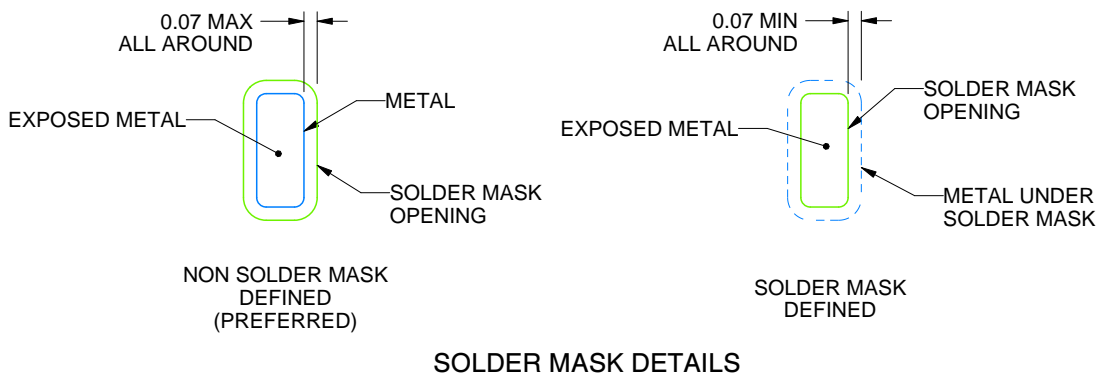 0.07 MAX
ALL AROUND
METAL
EXPOSED METAL
SOLDER MASK
OPENING
NON SOLDER MASK
DEFINED
(PREFERRED)
0.07 MIN
ALL AROUND
SOLDER MASK
OPENING
EXPOSED METAL
METAL UNDER
SOLDER MASK
SOLDER MASK
DEFINED
SOLDER MASK DETAILS